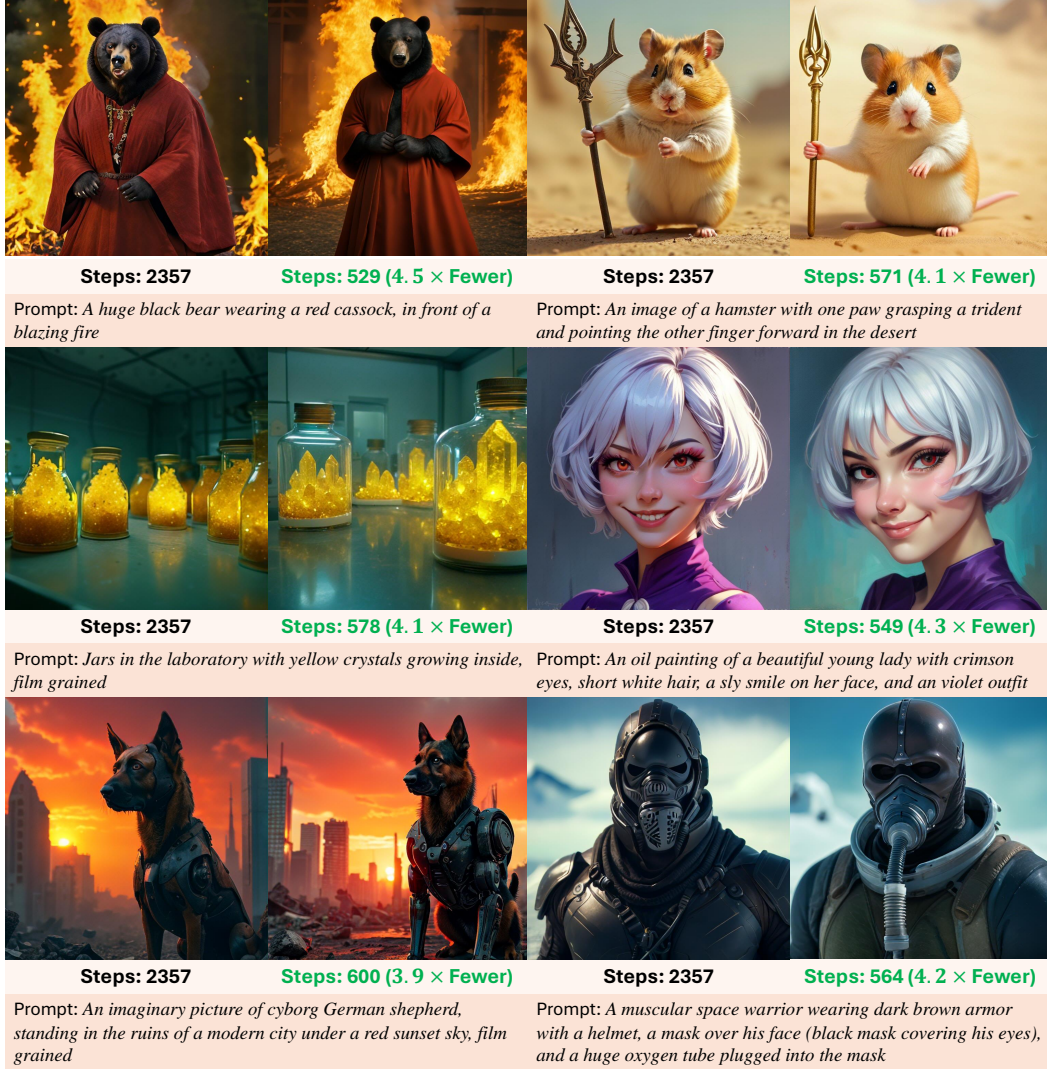 Steps: 2357
Steps: 529 (4.5 × Fewer)
Steps: 2357
Steps: 571 (4.1 × Fewer)
Prompt: A huge black bear wearing a red cassock, in front of a
blazing fire
Prompt: An image of a hamster with one paw grasping a trident
and pointing the other finger forward in the desert
Steps: 2357
Steps: 578 (4.1 × Fewer)
Steps: 2357
Steps: 549 (4.3 × Fewer)
Prompt: Jars in the laboratory with yellow crystals growing inside,
film grained
Prompt: An oil painting of a beautiful young lady with crimson
eyes, short white hair, a sly smile on her face, and an violet outfit
Steps: 2357
Steps: 600 (3.9 × Fewer)
Steps: 2357
Steps: 564 (4.2 × Fewer)
Prompt: An imaginary picture of cyborg German shepherd,
standing in the ruins of a modern city under a red sunset sky, film
grained
Prompt: A muscular space warrior wearing dark brown armor
with a helmet, a mask over his face (black mask covering his eyes),
and a huge oxygen tube plugged into the mask